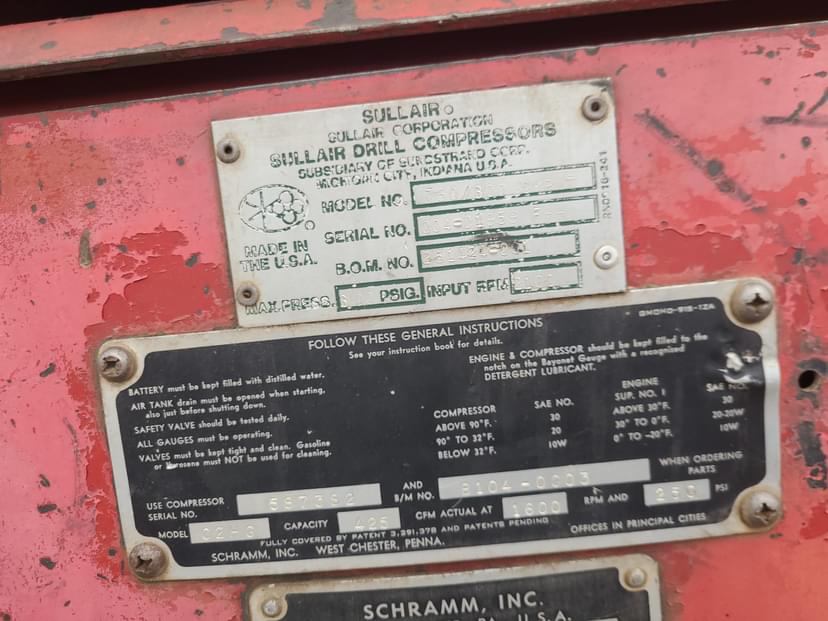 SULLAIR
SULLAIR CORPORATION
SULLAIR DRILL COMPRESSORS
SUBSIDIARY OF SUNDSTRAND CORP.
MICHIGAN CITY, INDIANA U.S.A.
MODEL NO.
SERIAL NO.
MADE IN
THE U.S.A.
B.O.M. NO.
MAX. PRESS. PSIG. INPUT RPM
FOLLOW THESE GENERAL INSTRUCTIONS
See your instruction book for details.
BATTERY must be kept filled with distilled water.
AIR TANK drain must be opened when starting,
also just before shutting down.
SAFETY VALVE should be tested daily.
ALL GAUGES must be operating.
VALVES must be kept tight and clean. Gasoline
or Kerosene must NOT be used for cleaning.
ENGINE & COMPRESSOR should be kept filled to the
notch on the Bayonet Gauge with a recognized
DETERGENT LUBRICANT.
COMPRESSOR SAE NO. ENGINE SUP. NO. 1 SAE NO.
ABOVE 90°F. 30 ABOVE 30°F. 30
90° TO 32°F. 20 30° TO 0°F. 20-20W
BELOW 32°F. 10W 0° TO -20°F. 10W
USE COMPRESSOR SERIAL NO. 567362 AND B/M NO. 8104-0003 WHEN ORDERING PARTS
MODEL CAPACITY 425 CFM ACTUAL AT 1600 RPM AND 250 PSI
FULLY COVERED BY PATENT 3,291,378 AND PATENTS PENDING
SCHRAMM, INC. WEST CHESTER, PENNA. OFFICES IN PRINCIPAL CITIES
SCHRAMM, INC.
U.S.A.